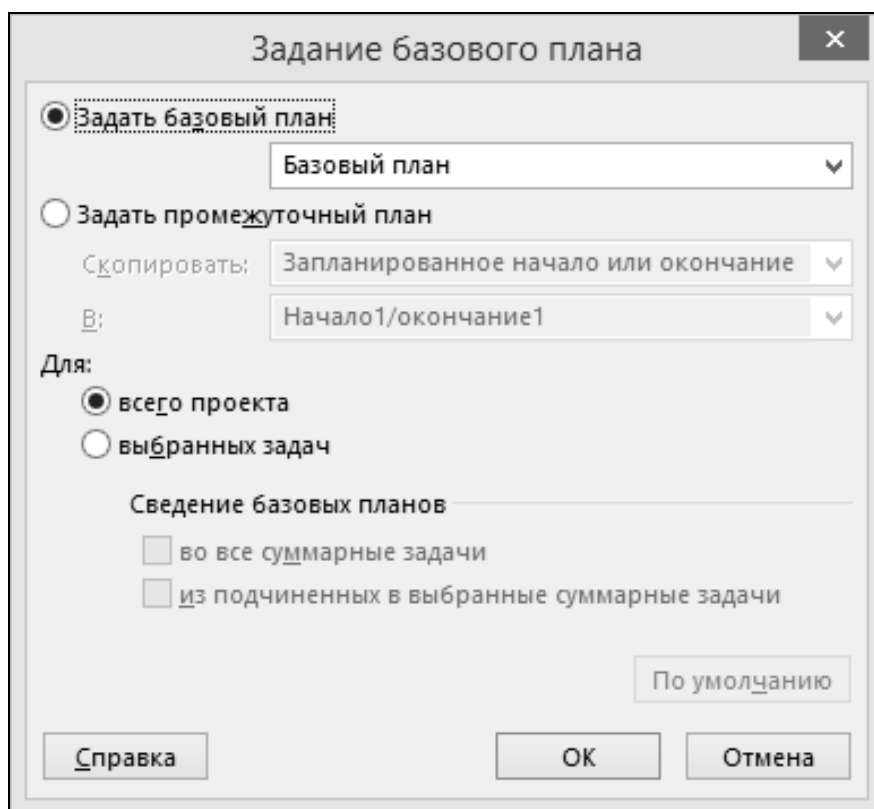 Задание базового плана
Задать базовый план
Базовый план
Задать промежуточный план
Скопировать: Запланированное начало или окончание
В: Начало1/окончание1
Для:
всего проекта
выбранных задач
Сведение базовых планов
во все суммарные задачи
из подчиненных в выбранные суммарные задачи
По умолчанию
Справка ОК Отмена